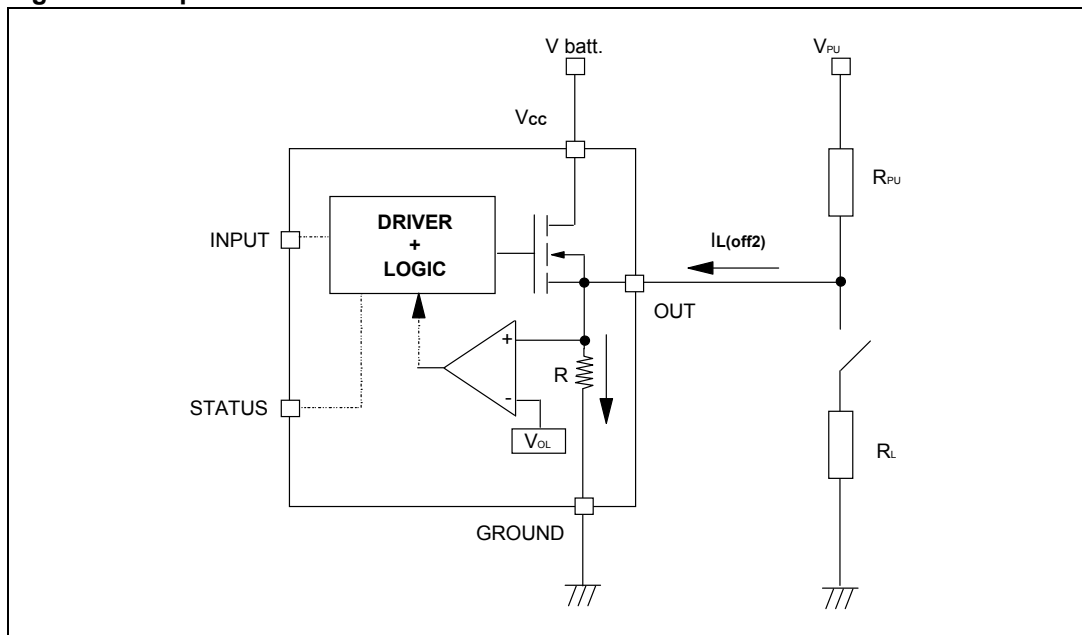 V batt.
VPU
Vcc
RPU
DRIVER
+
LOGIC
INPUT
IL(off2)
OUT
+
R
-
VOL
STATUS
RL
GROUND